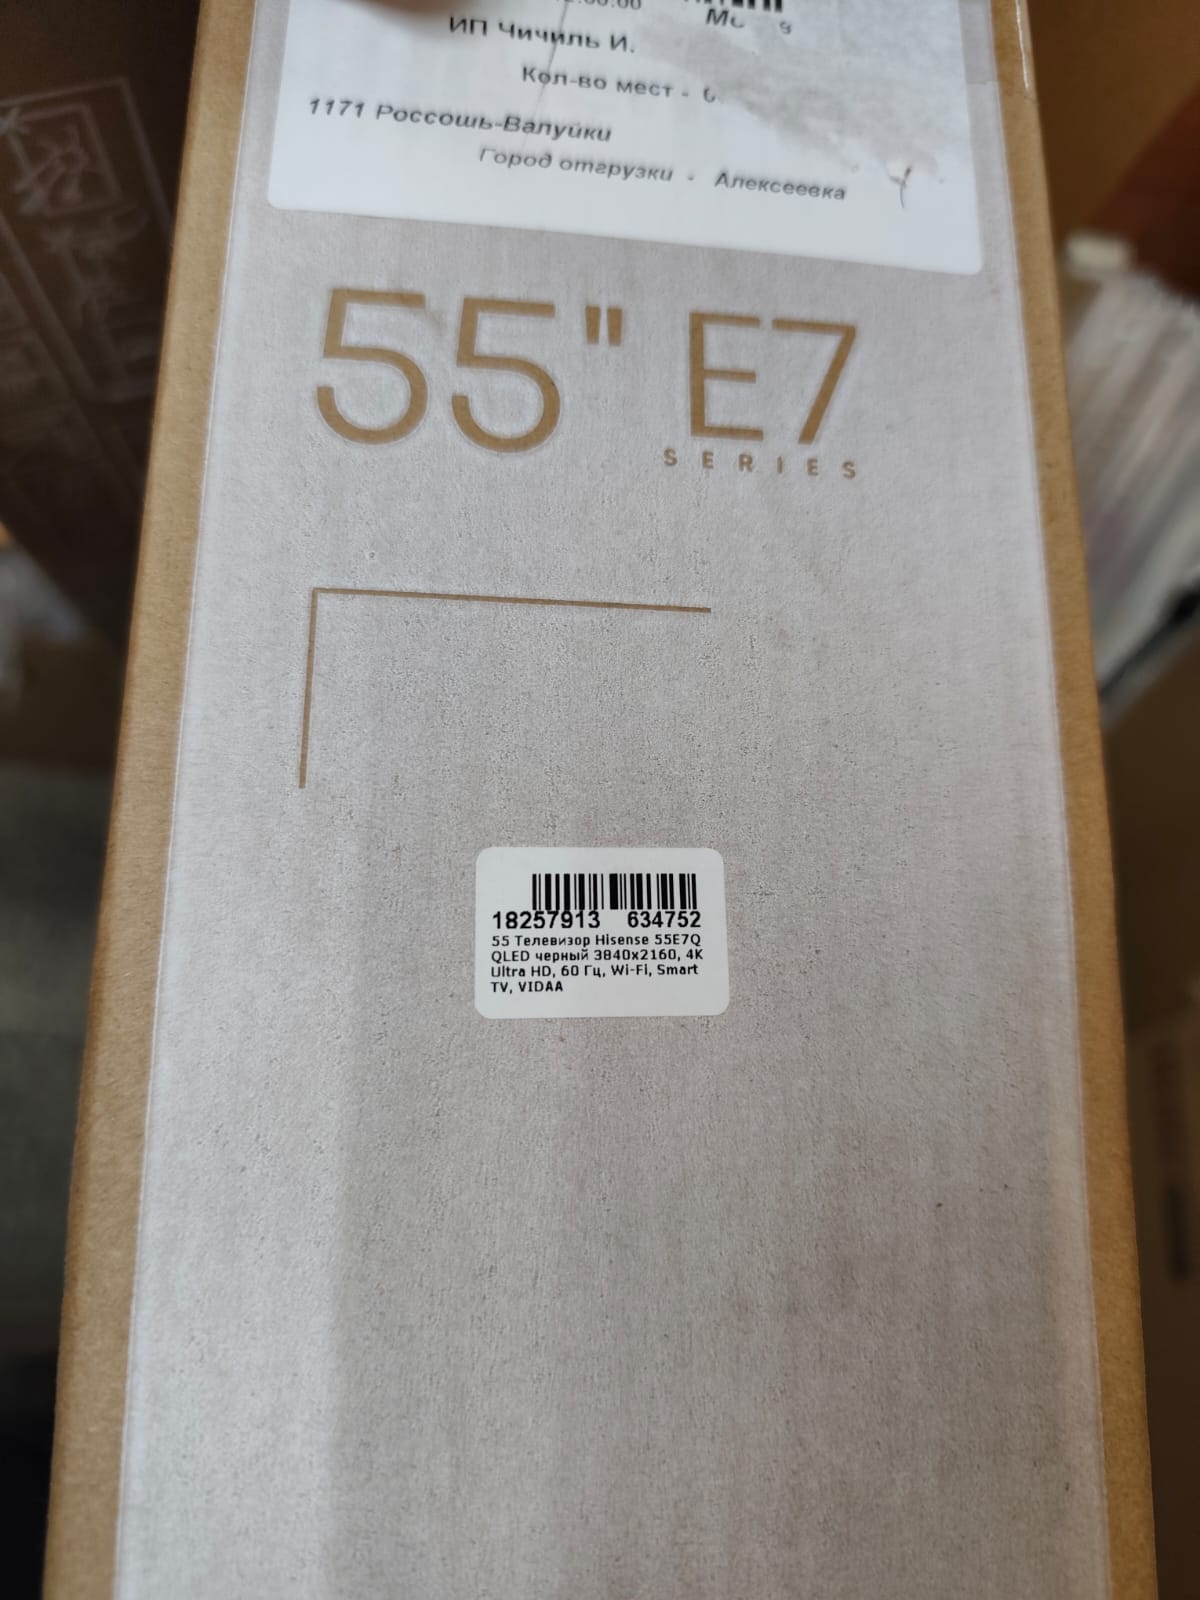 ИП Чичиль И.
Кол-во мест -
1171 Россошь-Валуйки
Город отгрузки - Алексеевка
55" E7
SERIES
18257913 634752
55 Телевизор Hisense 55E7Q
QLED черный 3840x2160, 4K
Ultra HD, 60 Гц, Wi-Fi, Smart
TV, VIDAA